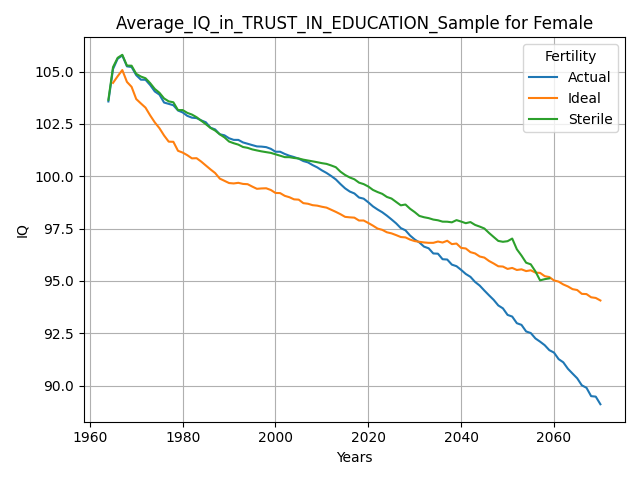 Average_IQ_in_TRUST_IN_EDUCATION_Sample for Female
Fertility
Actual
Ideal
Sterile
IQ
105.0
102.5
100.0
97.5
95.0
92.5
90.0
1960
1980
2000
2020
2040
2060
Years